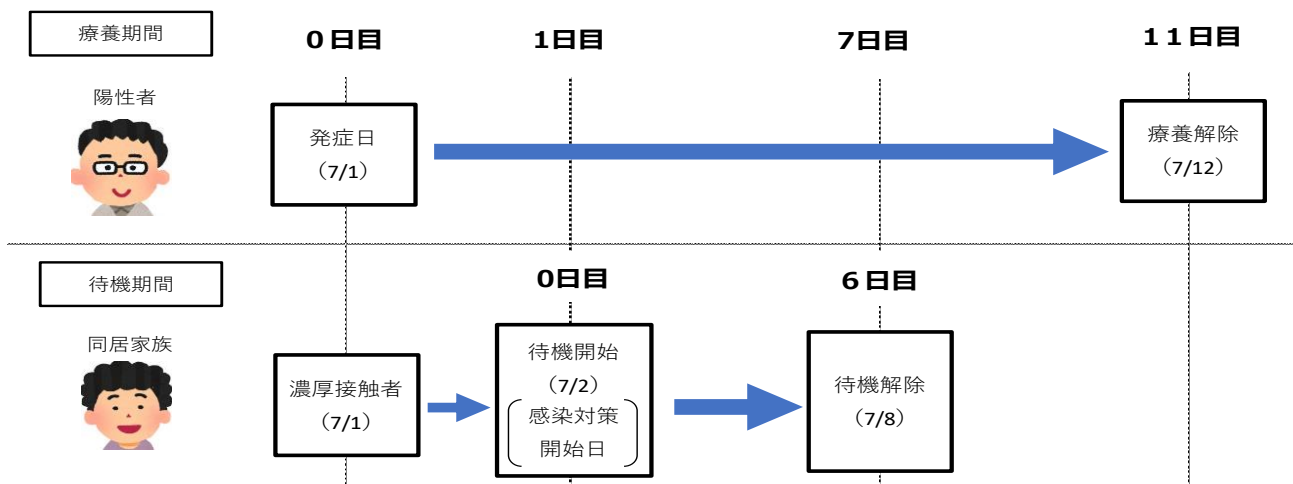 療養期間
0日目
1日目
7日目
11日目
陽性者
発症日
（7/1）
療養解除
（7/12）
待機期間
0日目
6日目
同居家族
濃厚接触者
（7/1）
待機開始
（7/2）
感染対策
開始日
待機解除
（7/8）